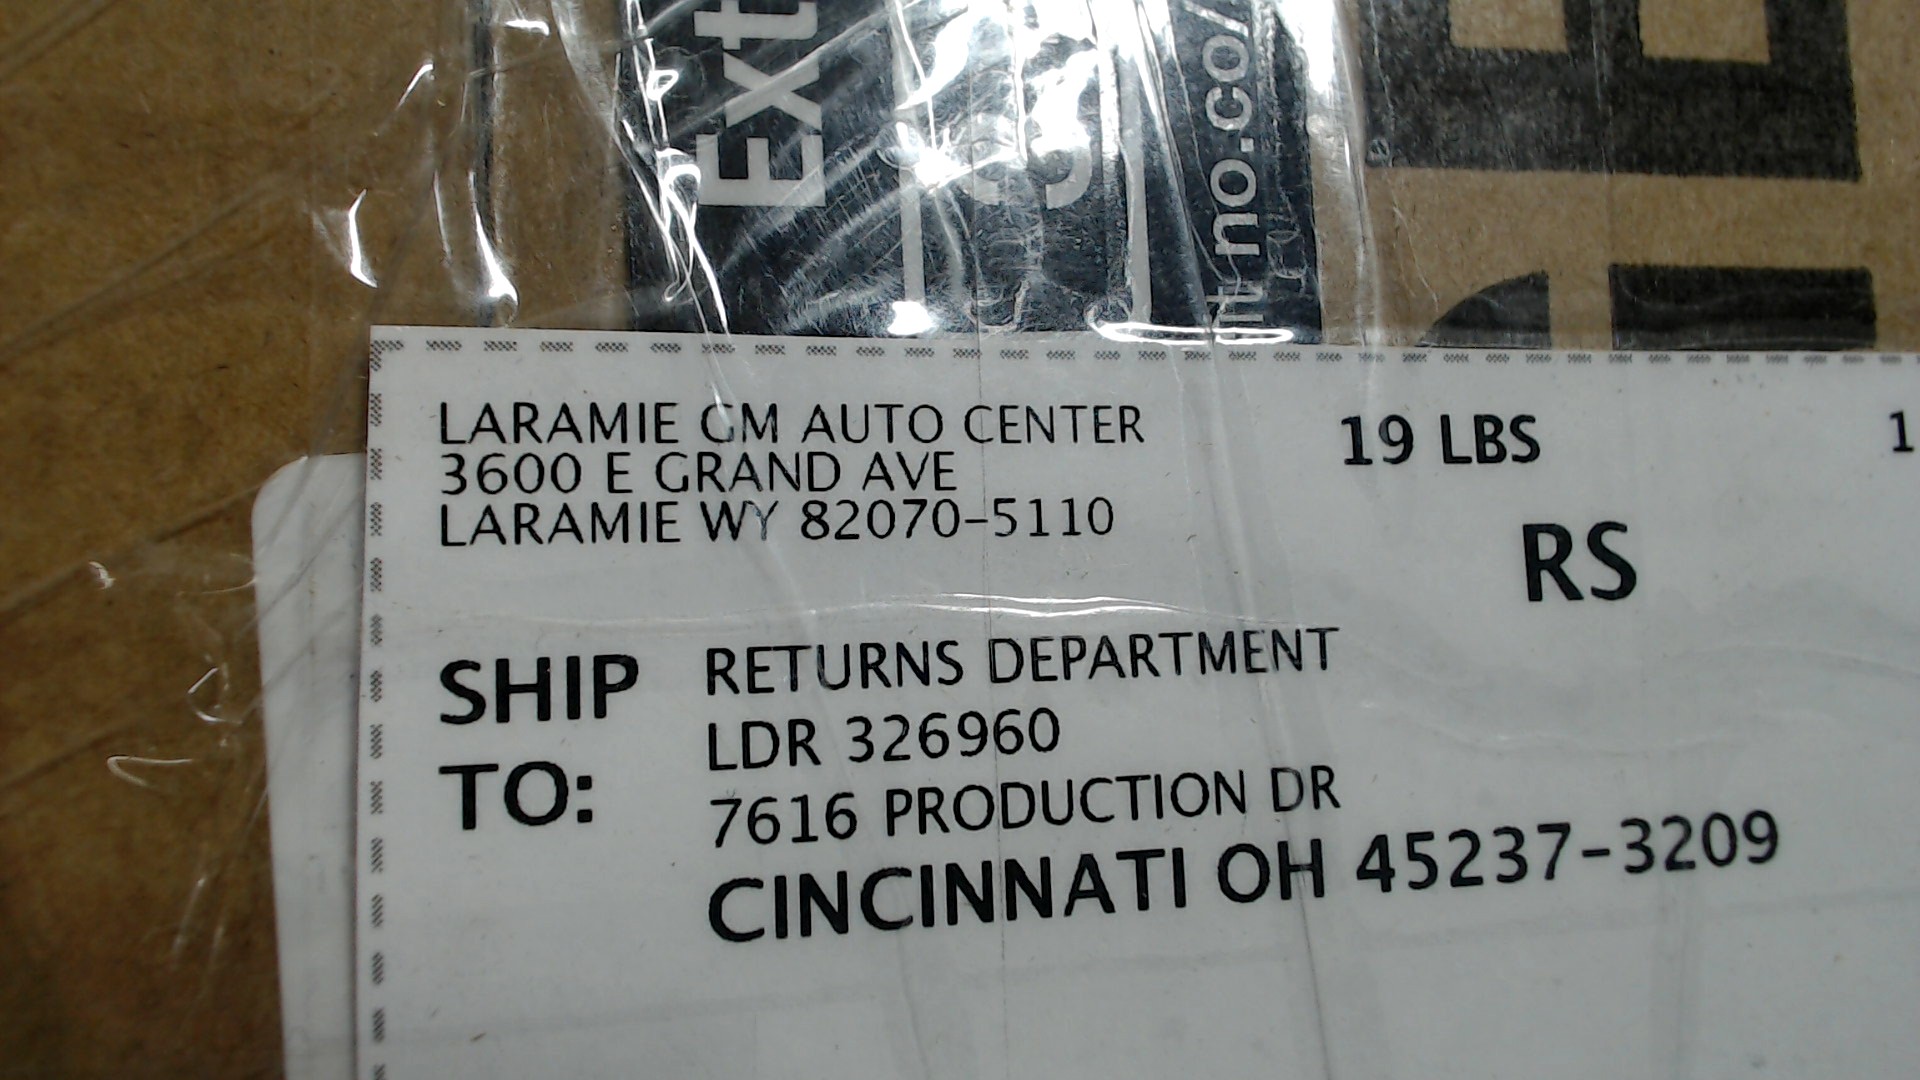 Ext
no.co/
LARAMIE GM AUTO CENTER
3600 E GRAND AVE
LARAMIE WY 82070-5110
19 LBS
1
RS
SHIP
TO:
RETURNS DEPARTMENT
LDR 326960
7616 PRODUCTION DR
CINCINNATI OH 45237-3209